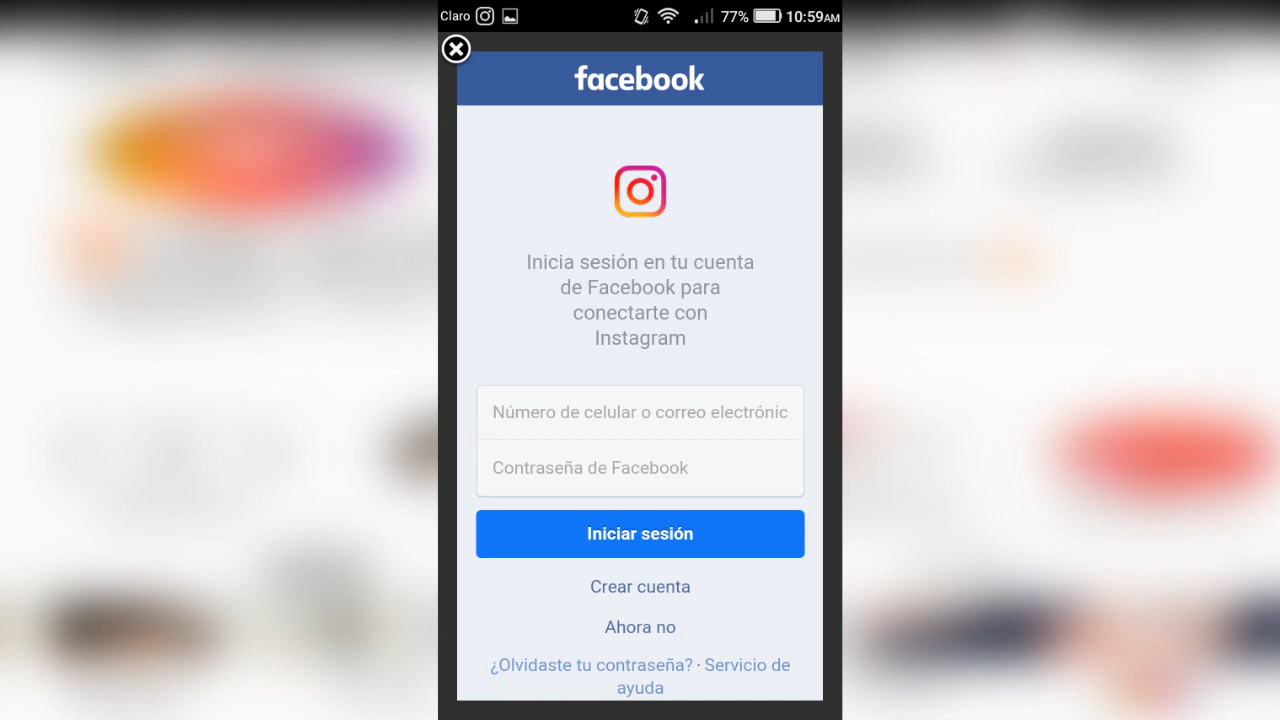 Claro 77% 10:59AM
facebook
Inicia sesión en tu cuenta
de Facebook para
conectarte con
Instagram
Número de celular o correo electrónic
Contraseña de Facebook
Iniciar sesión
Crear cuenta
Ahora no
¿Olvidaste tu contraseña? · Servicio de
ayuda